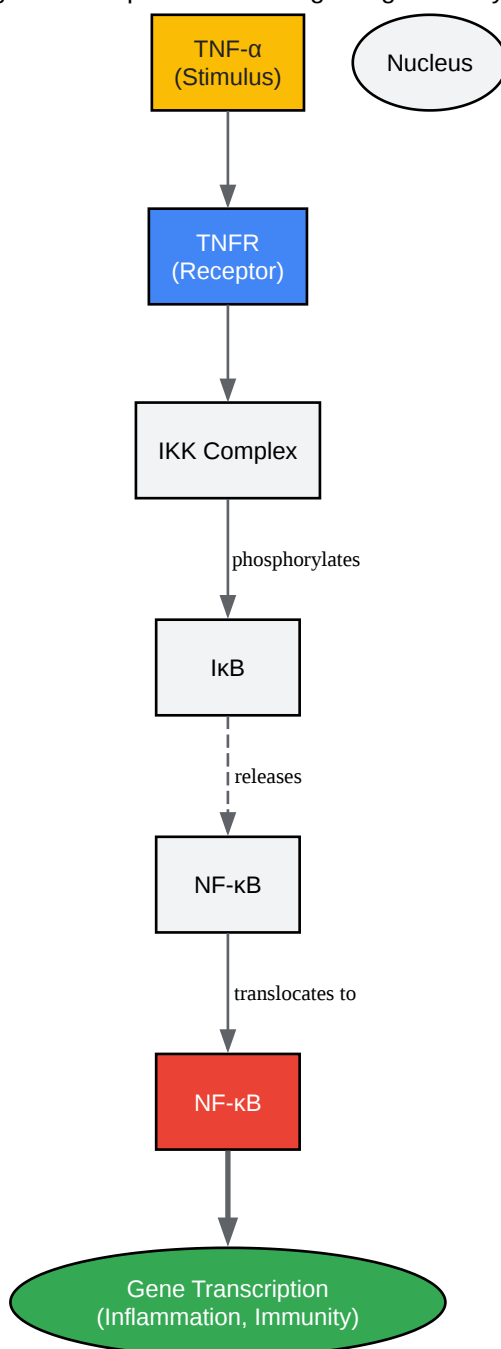 TNF-α
(Stimulus)
Nucleus
TNFR
(Receptor)
IKK Complex
phosphorylates
IκB
releases
NF-κB
translocates to
NF-κB
Gene Transcription
(Inflammation, Immunity)